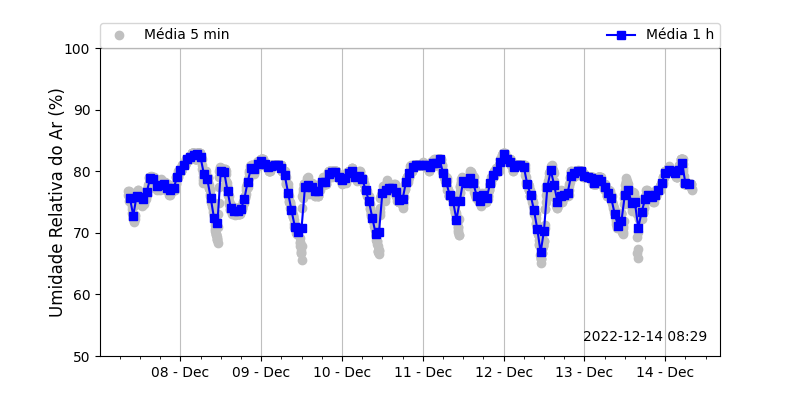 Média 5 min
Média 1 h
Umidade Relativa do Ar (%)
100
90
80
70
60
50
2022-12-14 08:29
08 - Dec
09 - Dec
10 - Dec
11 - Dec
12 - Dec
13 - Dec
14 - Dec